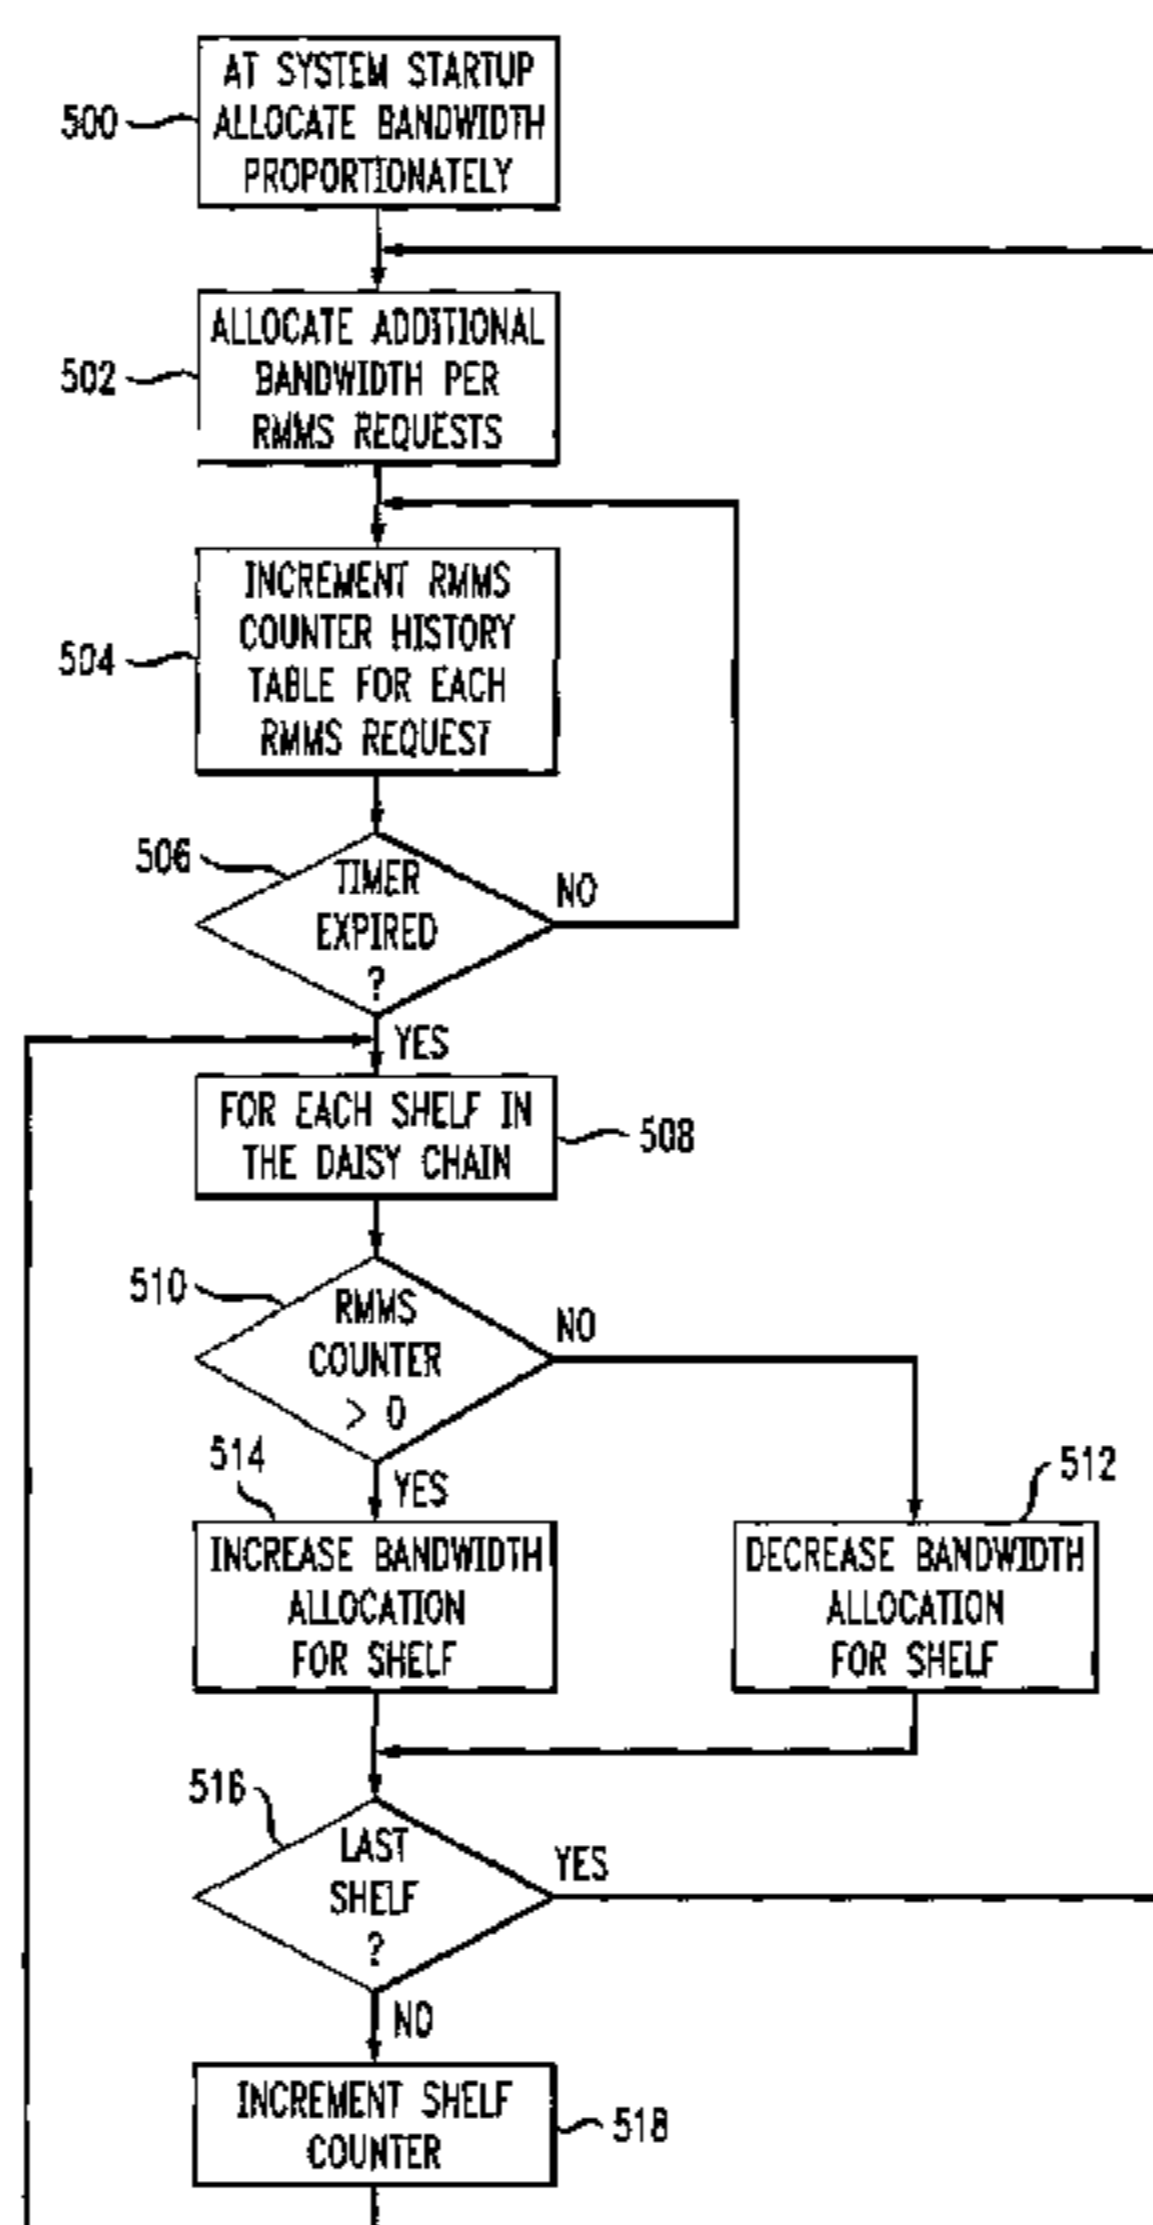 AT SYSTEM STARTUP
ALLOCATE BANDWIDTH
PROPORTIONATELY
500
ALLOCATE ADDITIONAL
BANDWIDTH PER
RMMS REQUESTS
502
INCREMENT RMMS
COUNTER HISTORY
TABLE FOR EACH
RMMS REQUEST
504
506
TIMER
EXPIRED
?
NO
YES
FOR EACH SHELF IN
THE DAISY CHAIN
508
510
RMMS
COUNTER
> 0
NO
YES
514
INCREASE BANDWIDTH
ALLOCATION
FOR SHELF
512
DECREASE BANDWIDTH
ALLOCATION
FOR SHELF
516
LAST
SHELF
?
YES
NO
INCREMENT SHELF
COUNTER
518